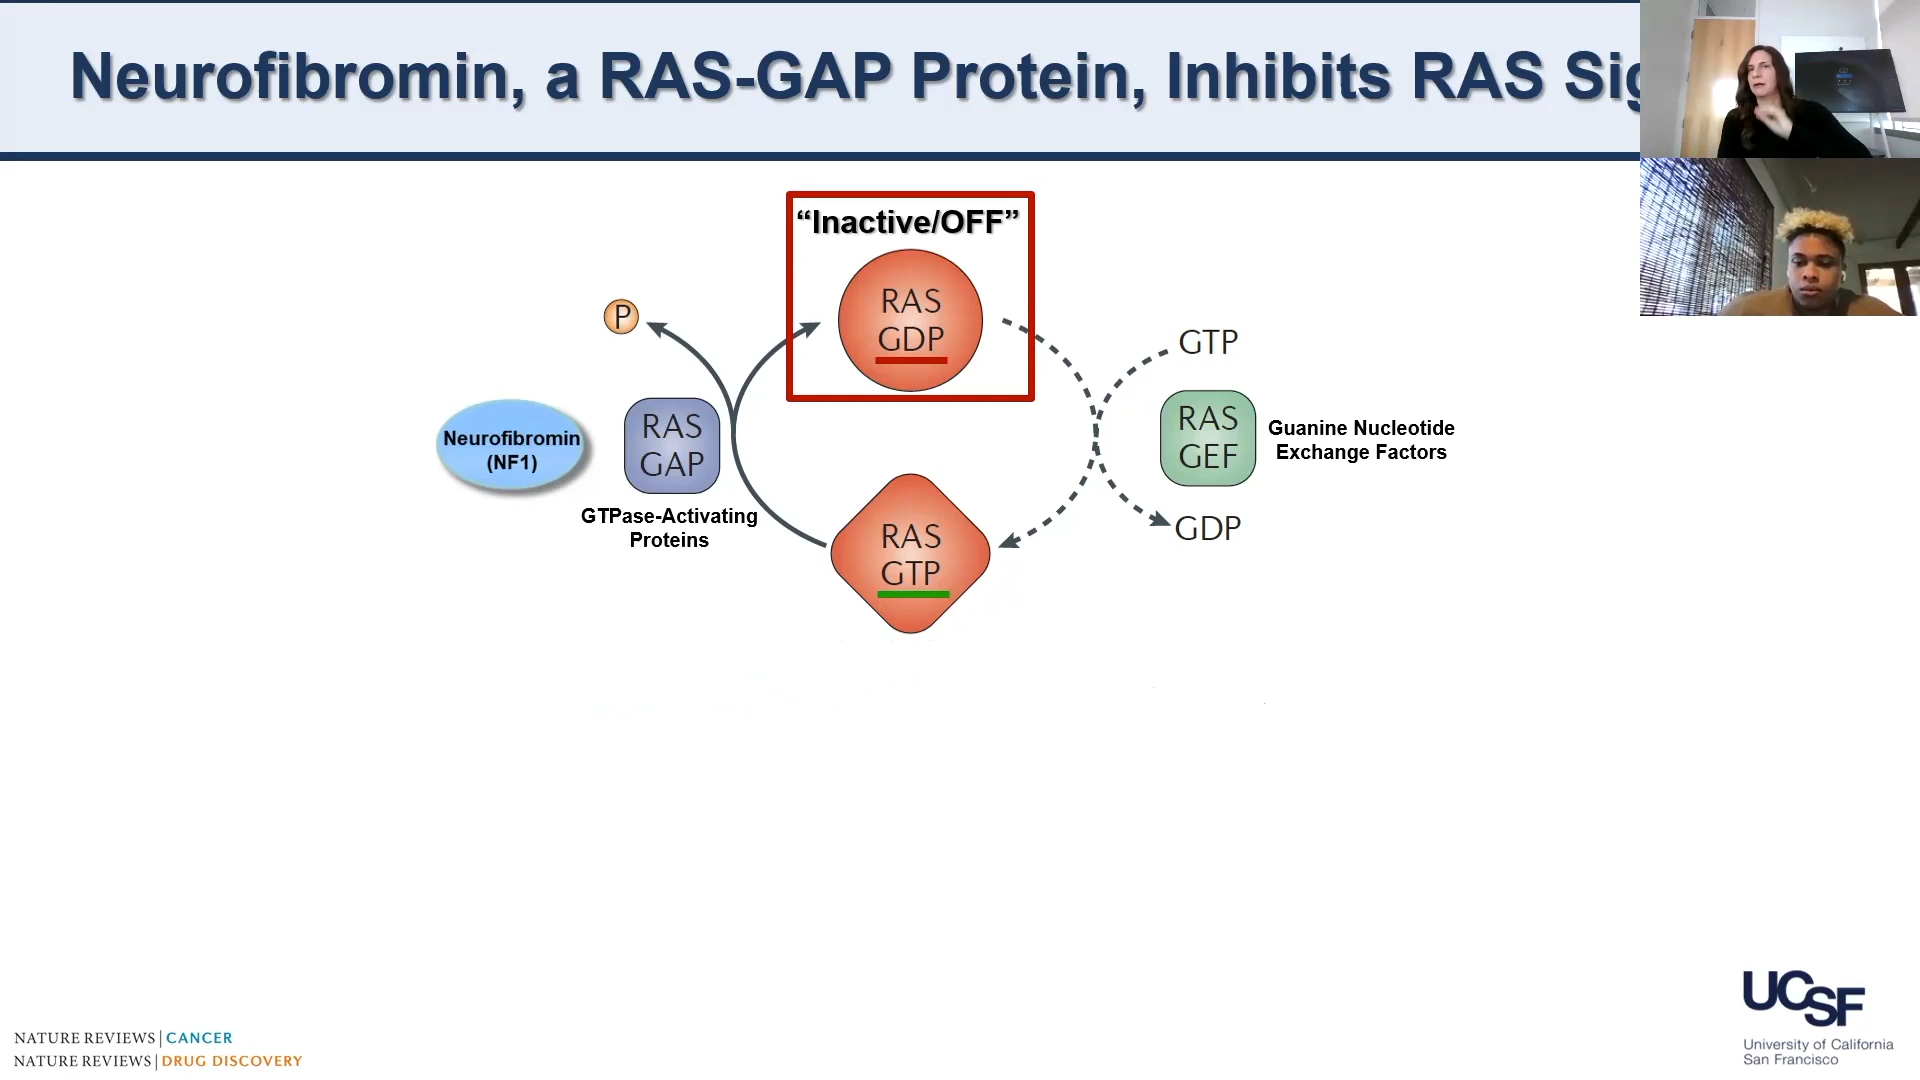 Neurofibromin, a RAS-GAP Protein, Inhibits RAS Sig
“Inactive/OFF”
RAS
GDP
P
GTP
Neurofibromin
(NF1)
RAS
GAP
RAS
GEF
Guanine Nucleotide
Exchange Factors
GTPase-Activating
Proteins
RAS
GTP
GDP
NATURE REVIEWS | CANCER
NATURE REVIEWS | DRUG DISCOVERY
UCSF
University of California
San Francisco